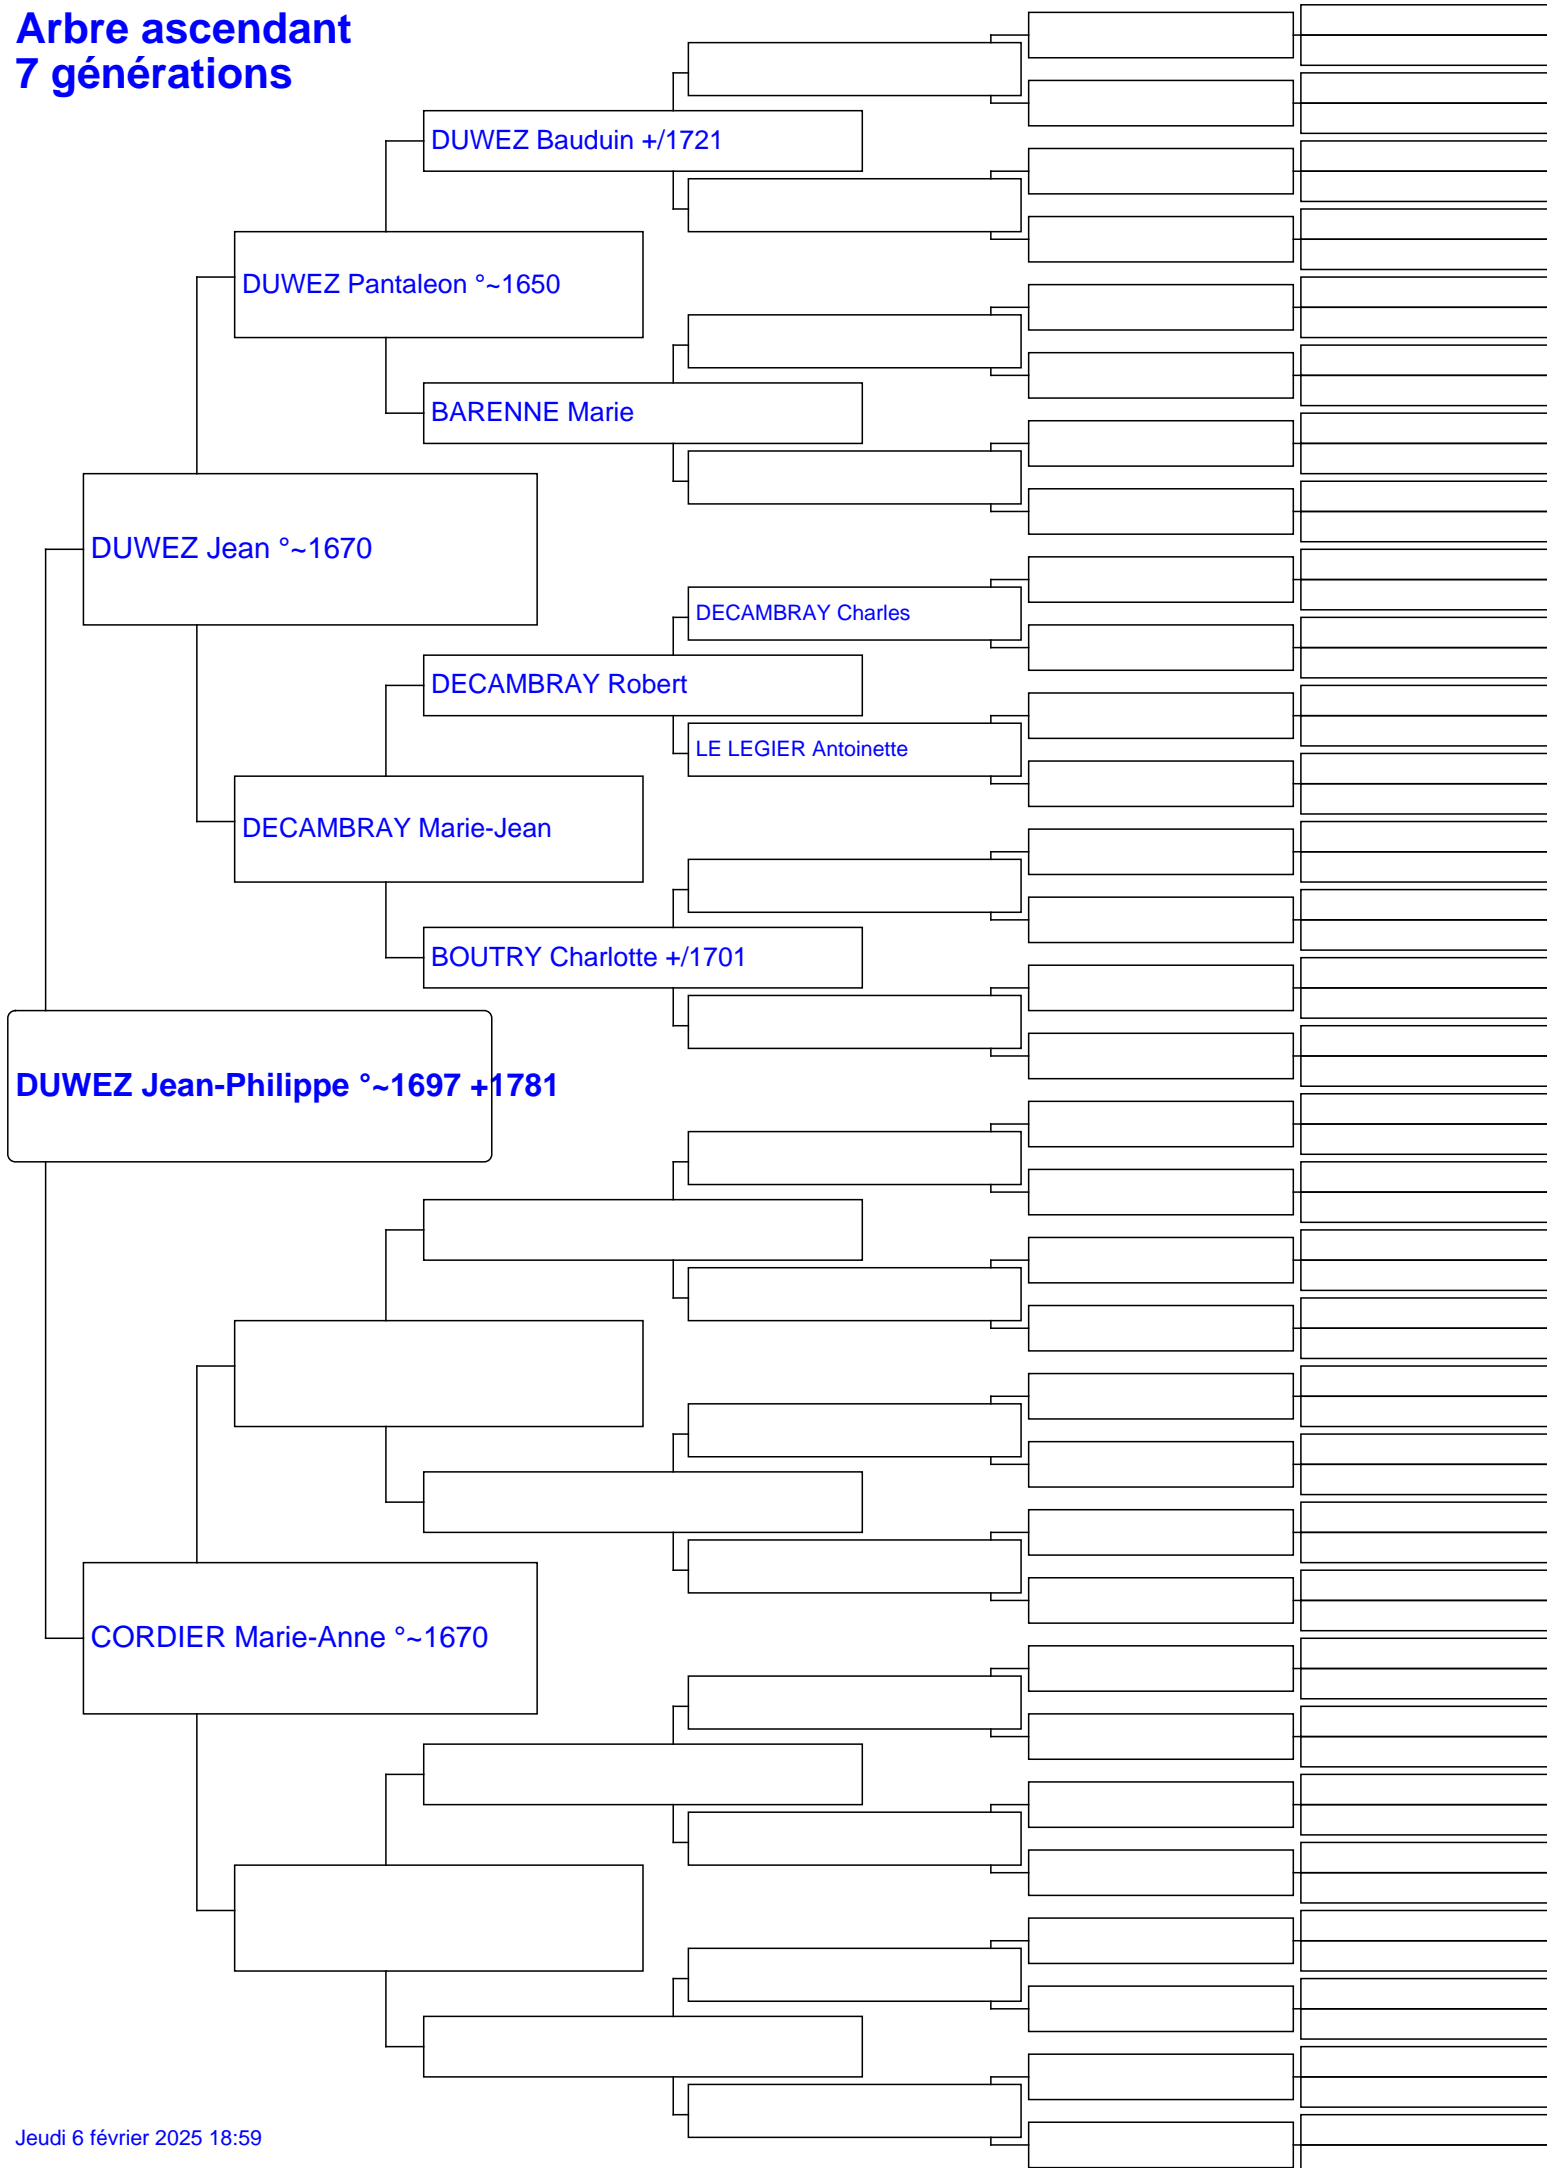 Arbre ascendant
7 générations
DUWEZ Bauduin +/1721
DUWEZ Pantaleon °~1650
BARENNE Marie
DUWEZ Jean °~1670
DECAMBRAY Charles
DECAMBRAY Robert
LE LEGIER Antoinette
DECAMBRAY Marie-Jean
BOUTRY Charlotte +/1701
DUWEZ Jean-Philippe °~1697 +1781
CORDIER Marie-Anne °~1670
Jeudi 6 février 2025 18:59